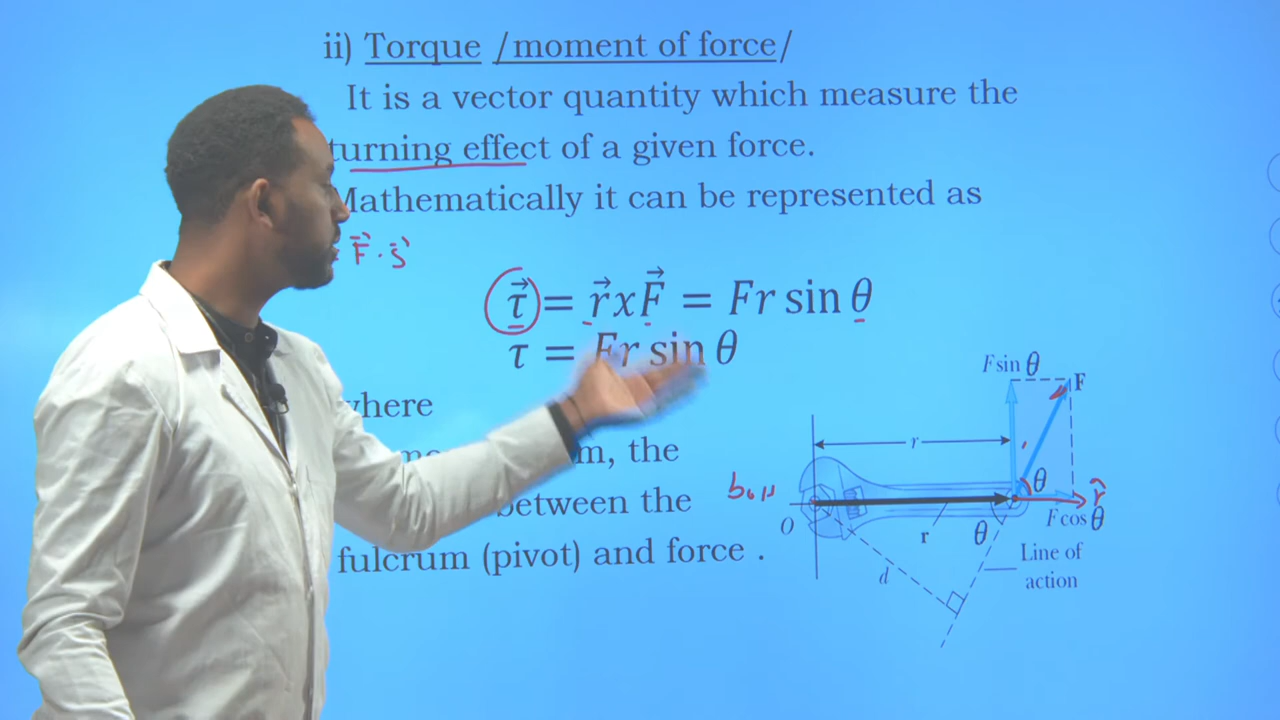 ii) Torque /moment of force/
It is a vector quantity which measure the
turning effect of a given force.
Mathematically it can be represented as
F⃗ · s⃗
τ⃗ = r⃗ x F⃗ = Fr sin θ
τ = Fr sin θ
where
m, the
between the
fulcrum (pivot) and force .
F sin θ
F
r
θ
r⃗
F cos θ
O
r
θ
Line of
action
d